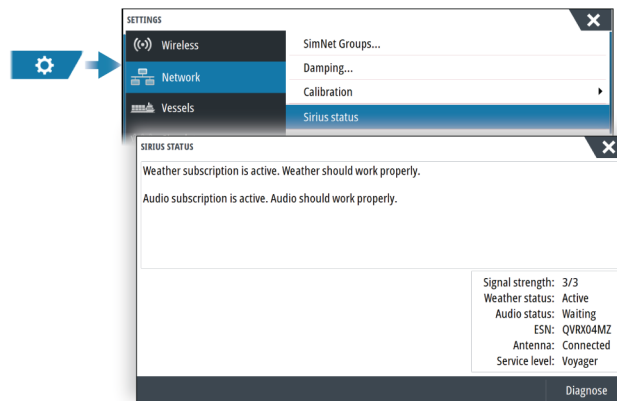 SETTINGS
Wireless
Network
Vessels
SimNet Groups...
Damping...
Calibration
Sirius status
SIRIUS STATUS
Weather subscription is active. Weather should work properly.
Audio subscription is active. Audio should work properly.
Signal strength: 3/3
Weather status: Active
Audio status: Waiting
ESN: QVRX04MZ
Antenna: Connected
Service level: Voyager
Diagnose